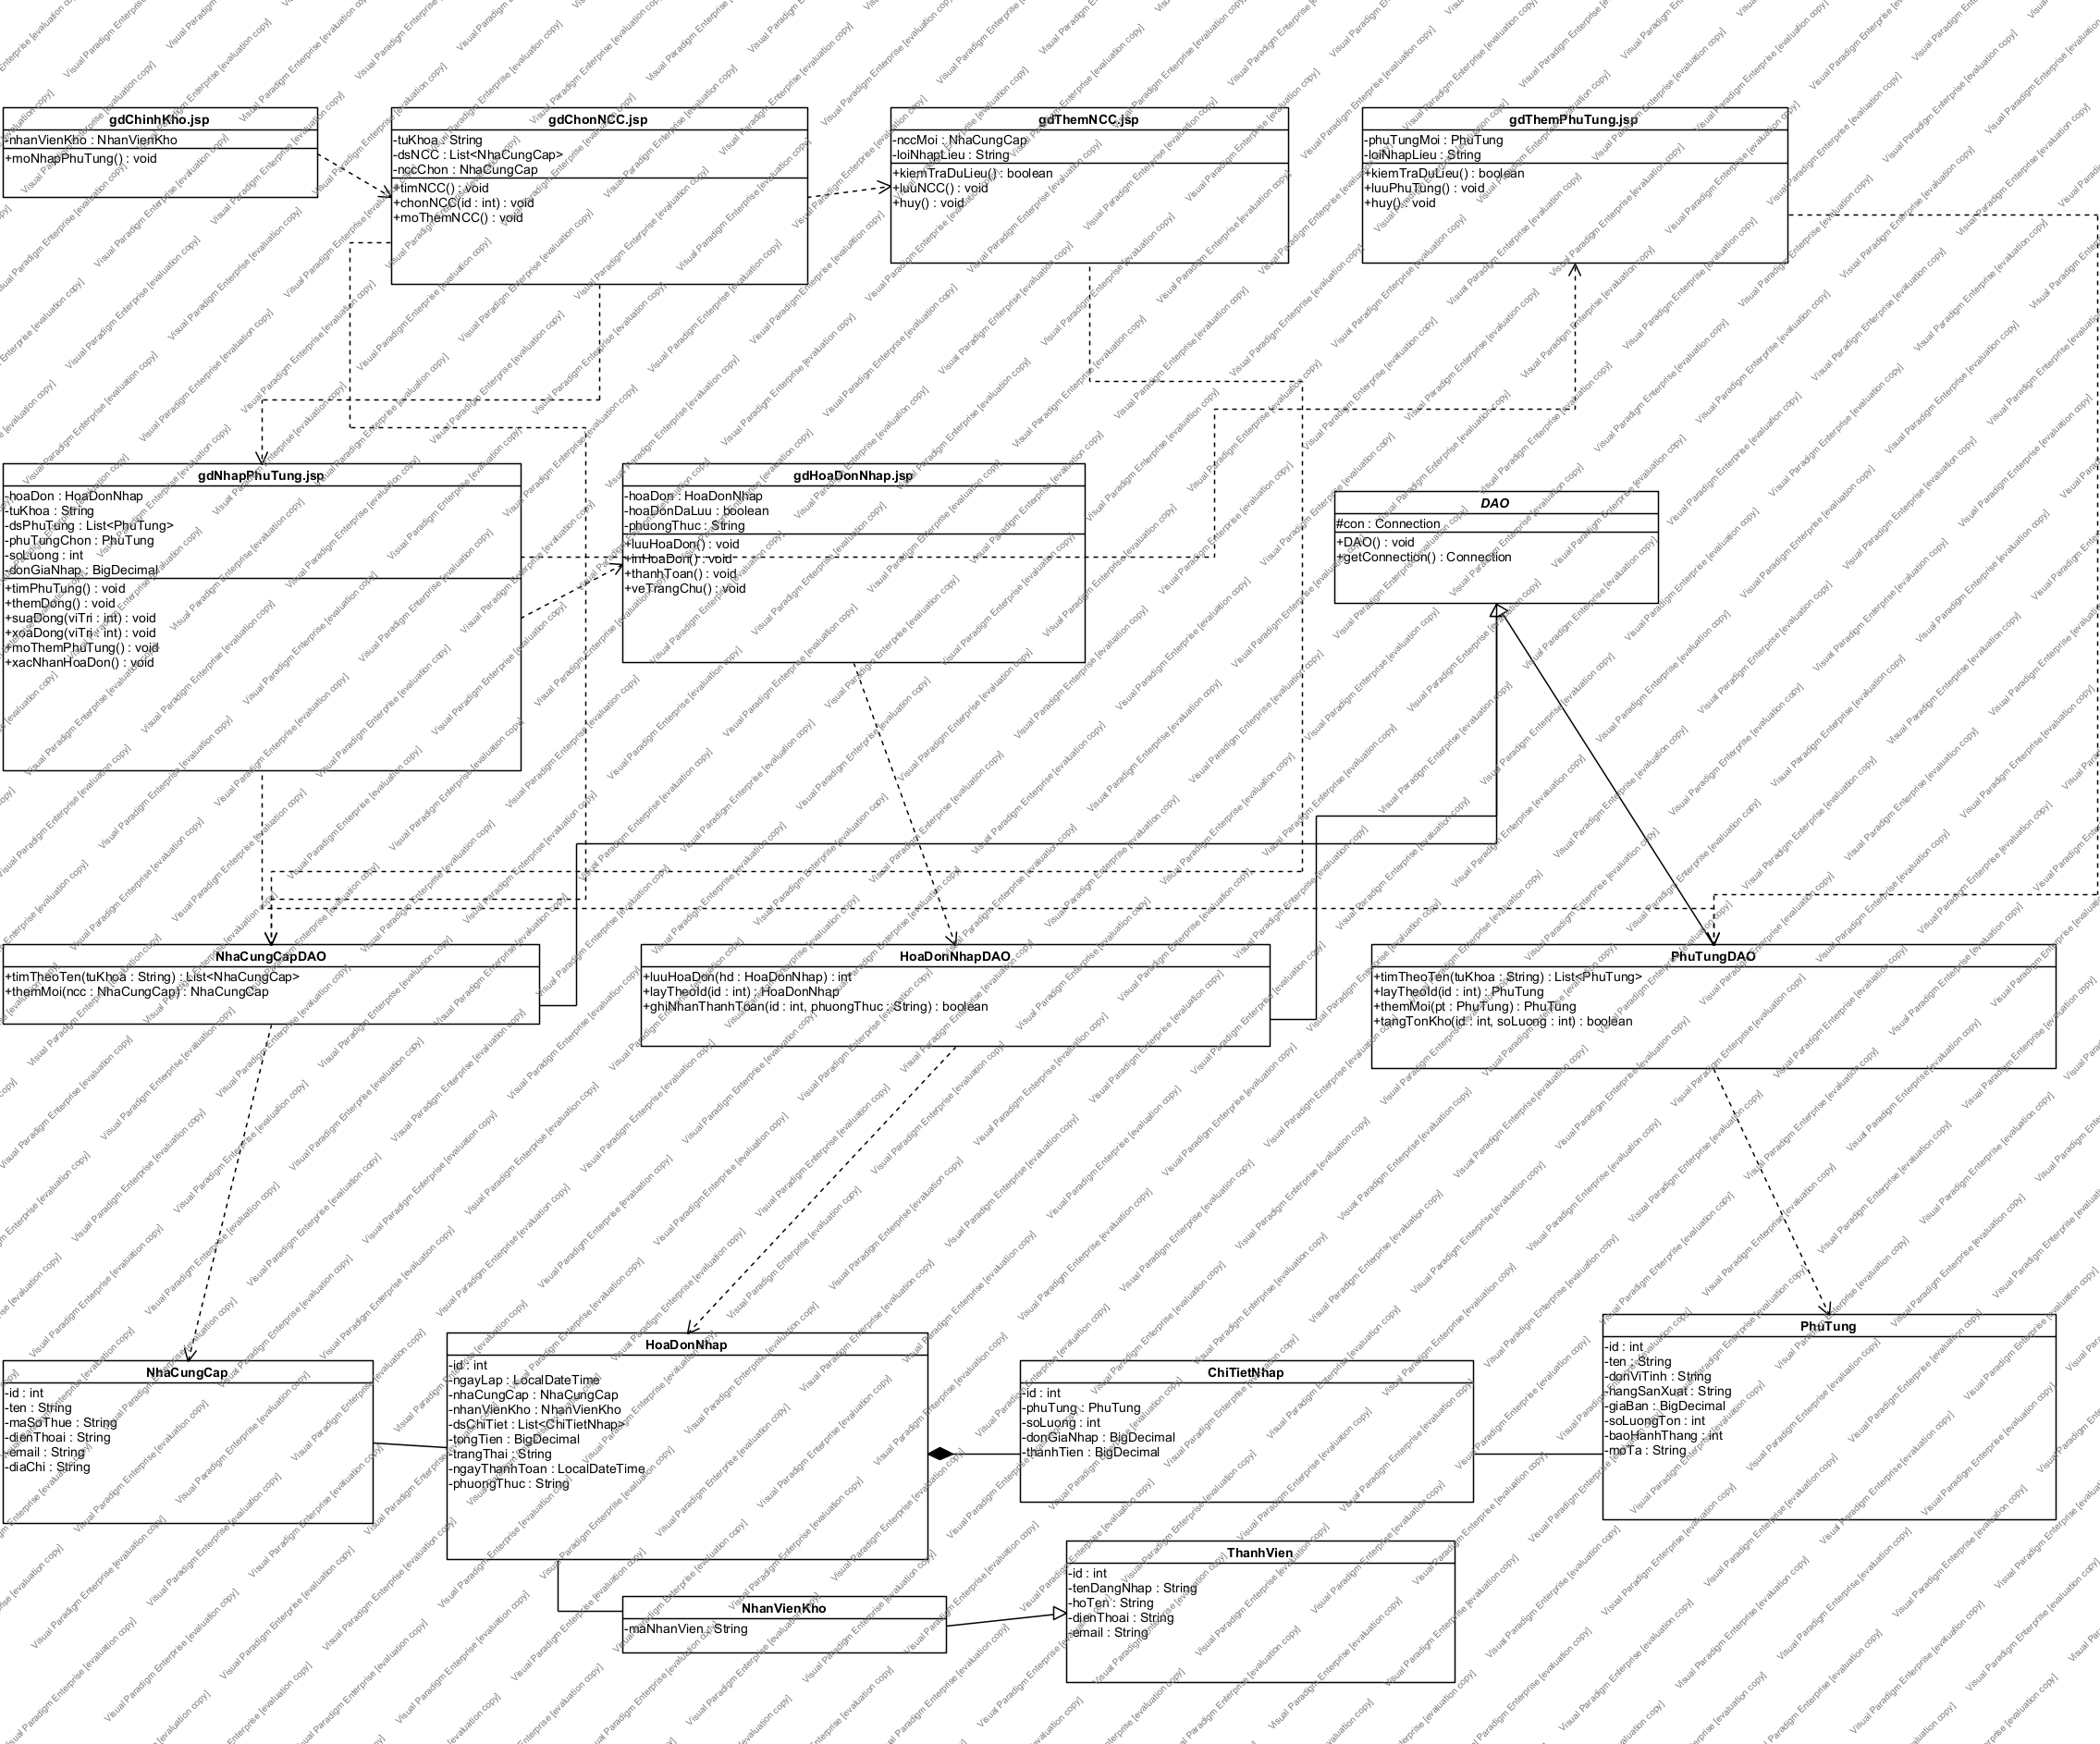 gdChinhKho.jsp
-nhanVienKho : NhanVienKho
+moNhapPhuTung() : void
gdChonNCC.jsp
-tuKhoa : String
-dsNCC : List<NhaCungCap>
-nccChon : NhaCungCap
+timNCC() : void
+chonNCC(id : int) : void
+moThemNCC() : void
gdThemNCC.jsp
-nccMoi : NhaCungCap
-loiNhapLieu : String
+kiemTraDuLieu() : boolean
+luuNCC() : void
+huy() : void
gdThemPhuTung.jsp
-phuTungMoi : PhuTung
-loiNhapLieu : String
+kiemTraDuLieu() : boolean
+luuPhuTung() : void
+huy() : void
gdNhapPhuTung.jsp
-hoaDon : HoaDonNhap
-tuKhoa : String
-dsPhuTung : List<PhuTung>
-phuTungChon : PhuTung
-soLuong : int
-donGiaNhap : BigDecimal
+timPhuTung() : void
+themDong() : void
+suaDong(viTri : int) : void
+xoaDong(viTri : int) : void
+moThemPhuTung() : void
+xacNhanHoaDon() : void
gdHoaDonNhap.jsp
-hoaDon : HoaDonNhap
-hoaDonDaLuu : boolean
-phuongThuc : String
+luuHoaDon() : void
+inHoaDon() : void
+thanhToan() : void
+veTrangChu() : void
DAO
#con : Connection
+DAO() : void
+getConnection() : Connection
NhaCungCapDAO
+timTheoTen(tuKhoa : String) : List<NhaCungCap>
+themMoi(ncc : NhaCungCap) : NhaCungCap
HoaDonNhapDAO
+luuHoaDon(hd : HoaDonNhap) : int
+layTheoId(id : int) : HoaDonNhap
+ghiNhanThanhToan(id : int, phuongThuc : String) : boolean
PhuTungDAO
+timTheoTen(tuKhoa : String) : List<PhuTung>
+layTheoId(id : int) : PhuTung
+themMoi(pt : PhuTung) : PhuTung
+tangTonKho(id : int, soLuong : int) : boolean
NhaCungCap
-id : int
-ten : String
-maSoThue : String
-dienThoai : String
-email : String
-diaChi : String
HoaDonNhap
-id : int
-ngayLap : LocalDateTime
-nhaCungCap : NhaCungCap
-nhanVienKho : NhanVienKho
-dsChiTiet : List<ChiTietNhap>
-tongTien : BigDecimal
-trangThai : String
-ngayThanhToan : LocalDateTime
-phuongThuc : String
ChiTietNhap
-id : int
-phuTung : PhuTung
-soLuong : int
-donGiaNhap : BigDecimal
-thanhTien : BigDecimal
PhuTung
-id : int
-ten : String
-donViTinh : String
-hangSanXuat : String
-giaBan : BigDecimal
-soLuongTon : int
-baoHanhThang : int
-moTa : String
NhanVienKho
-maNhanVien : String
ThanhVien
-id : int
-tenDangNhap : String
-hoTen : String
-dienThoai : String
-email : String
Visual Paradigm Enterprise [evaluation copy]